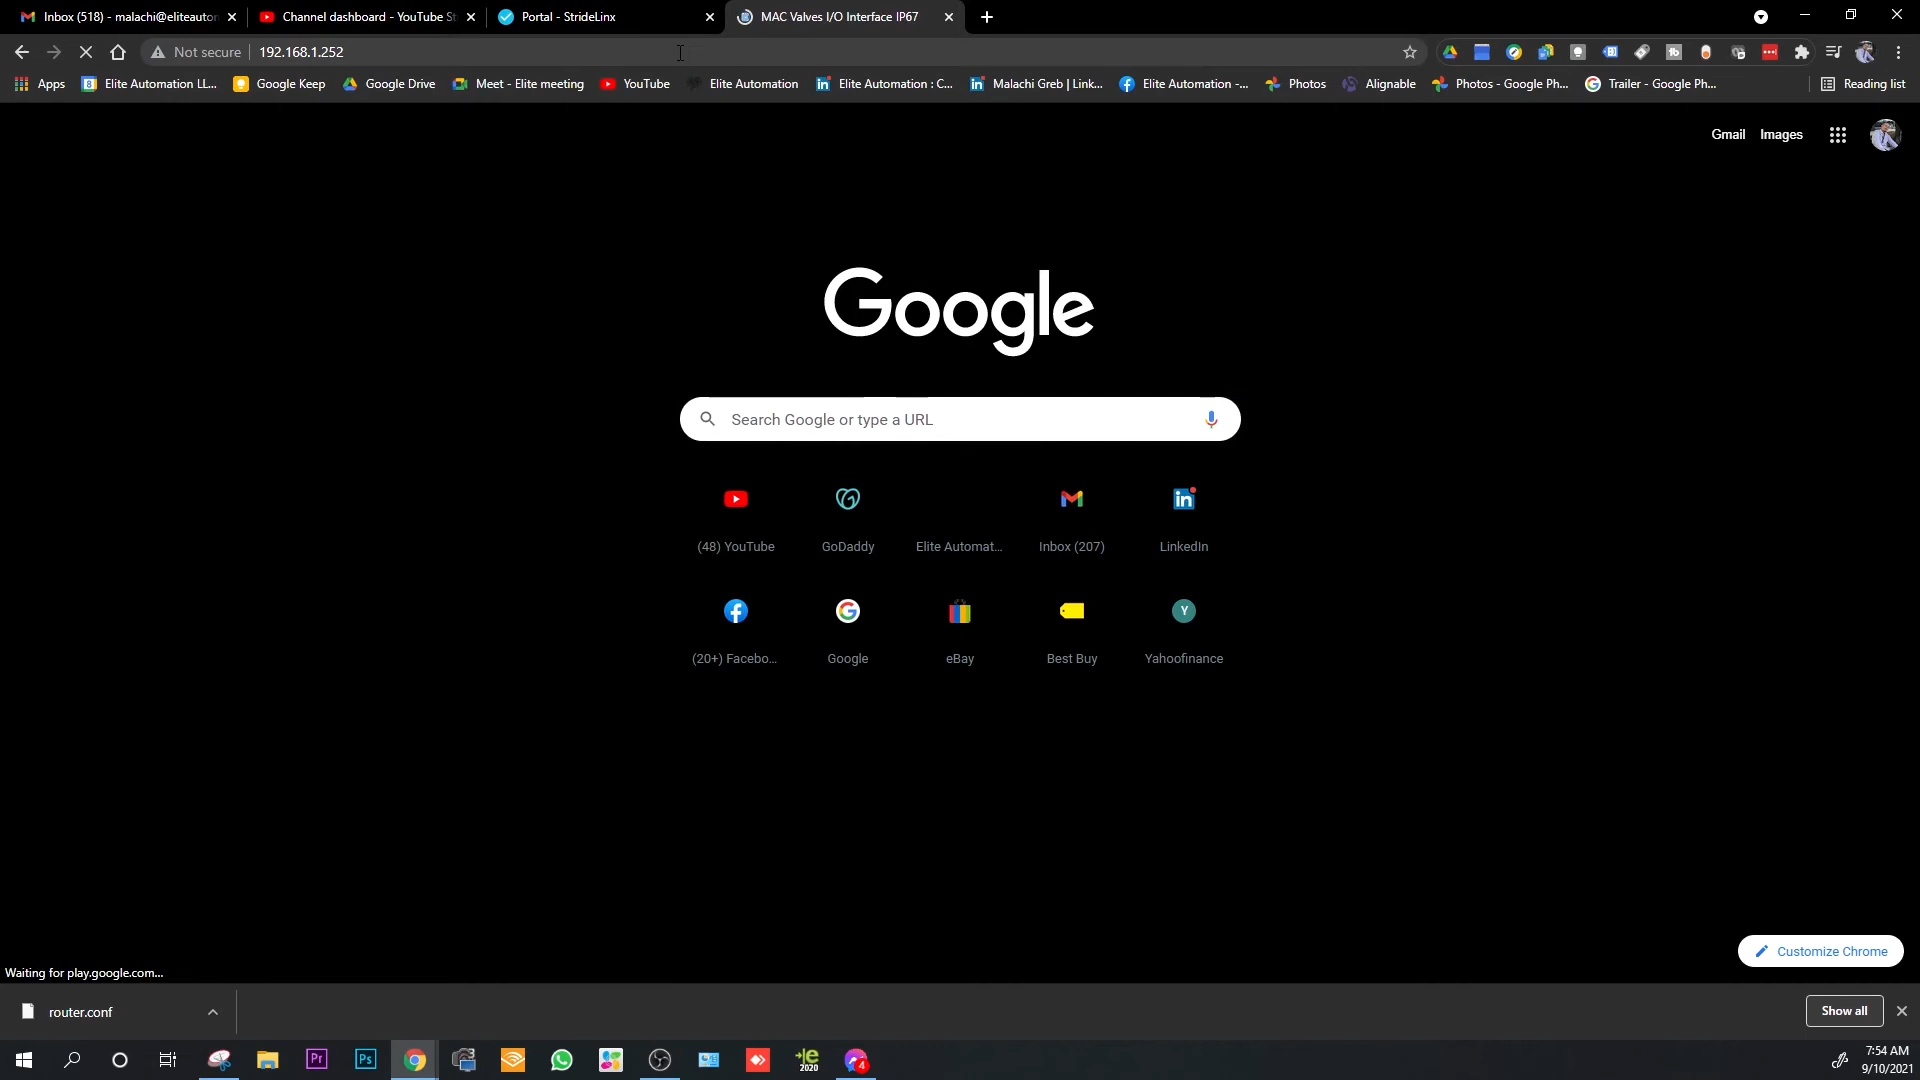 Inbox (518) - malachi@eliteauton
Channel dashboard - YouTube St
Portal - StrideLinx
MAC Valves I/O Interface IP67
Not secure
192.168.1.252
Apps
Elite Automation LL...
Google Keep
Google Drive
Meet - Elite meeting
YouTube
Elite Automation
Elite Automation : C...
Malachi Greb | Link...
Elite Automation -...
Photos
Alignable
Photos - Google Ph...
Trailer - Google Ph...
Reading list
Gmail
Images
Google
Search Google or type a URL
(48) YouTube
GoDaddy
Elite Automat...
Inbox (207)
LinkedIn
(20+) Facebo...
Google
eBay
Best Buy
Y
Yahoofinance
Customize Chrome
Waiting for play.google.com...
router.conf
Show all
Pr
Ps
e
2020
4
7:54 AM
9/10/2021